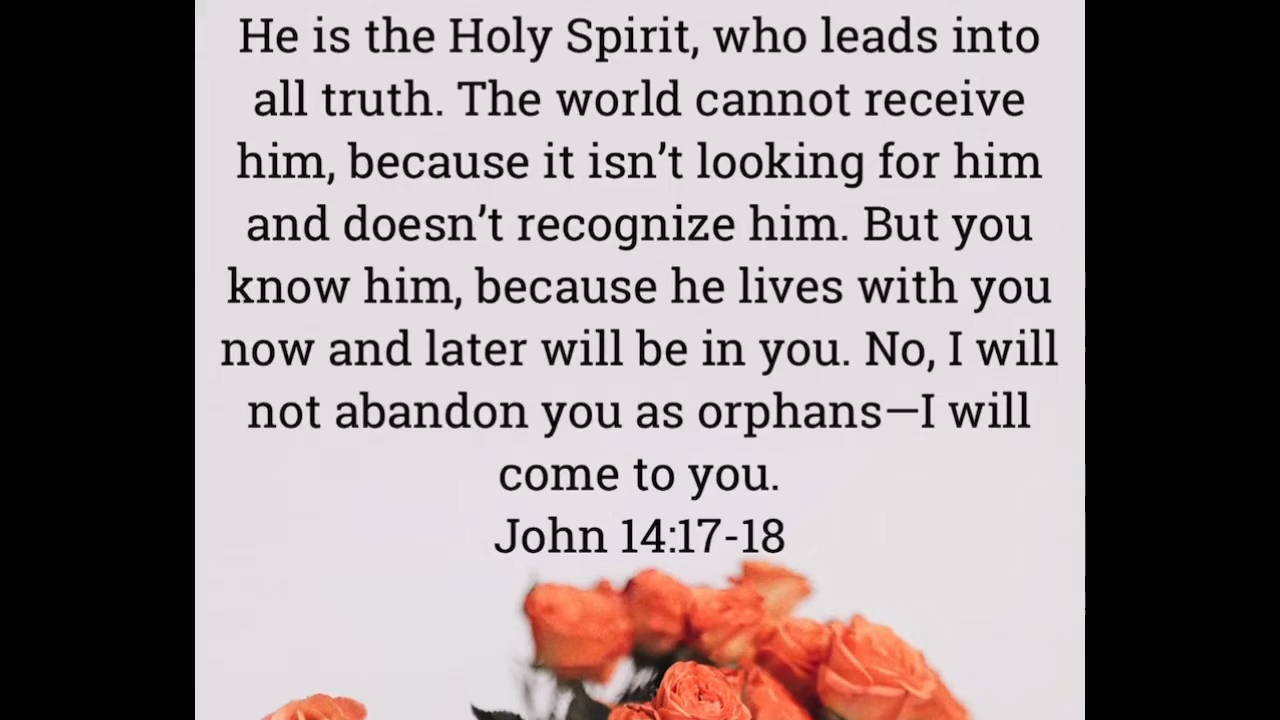 He is the Holy Spirit, who leads into
all truth. The world cannot receive
him, because it isn’t looking for him
and doesn’t recognize him. But you
know him, because he lives with you
now and later will be in you. No, I will
not abandon you as orphans—I will
come to you.
John 14:17-18